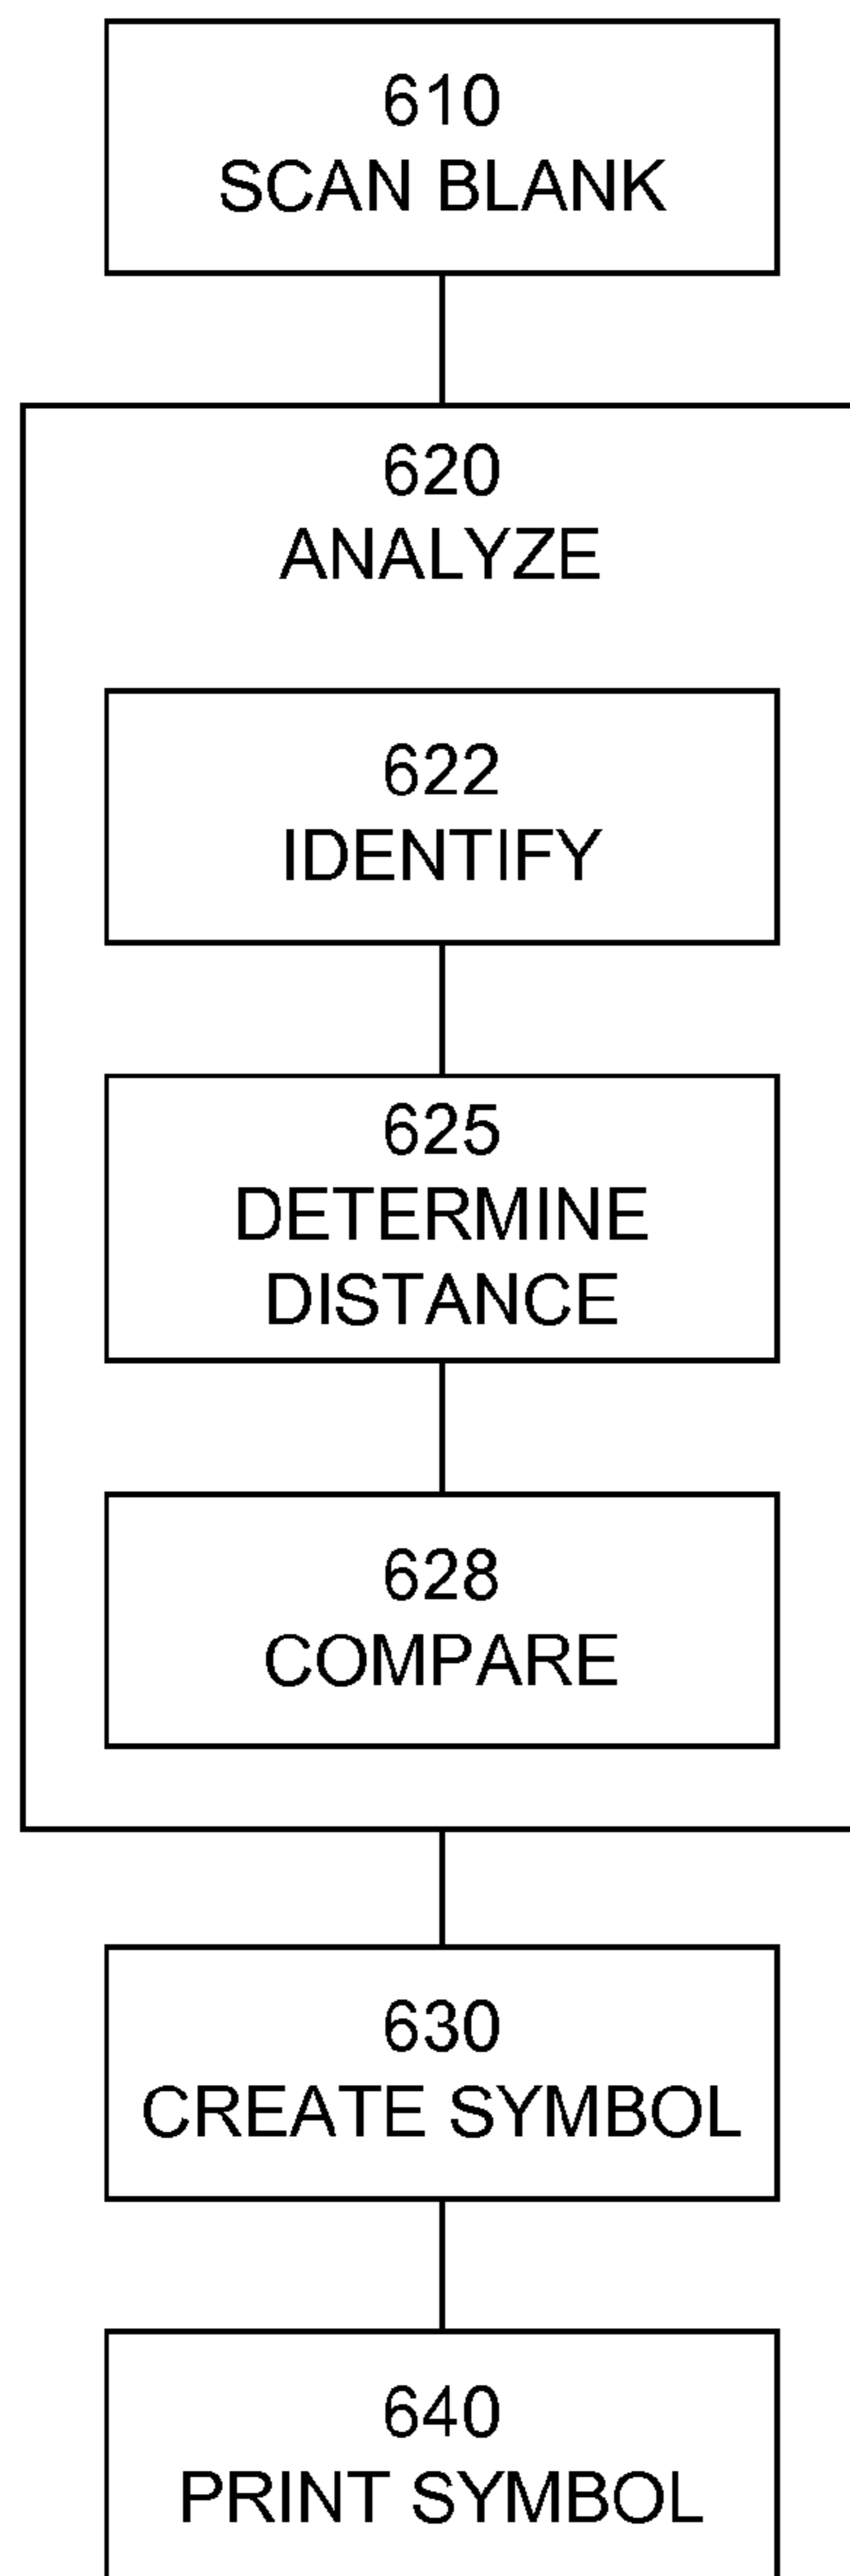 610
SCAN BLANK
620
ANALYZE
622
IDENTIFY
625
DETERMINE
DISTANCE
628
COMPARE
630
CREATE SYMBOL
640
PRINT SYMBOL